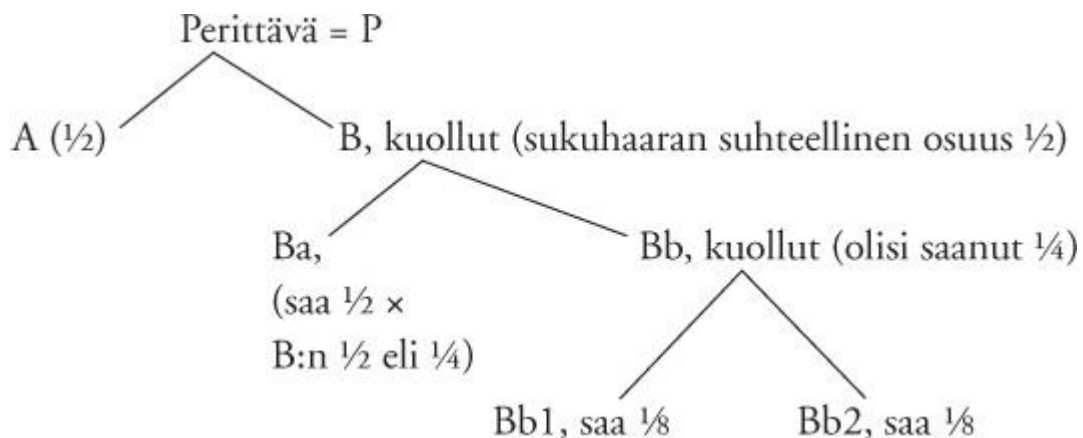 Perittävä = P
A (½)
B, kuollut (sukuhaaran suhteellinen osuus ½)
Ba,
(saa ½ ×
B:n ½ eli ¼)
Bb, kuollut (olisi saanut ¼)
Bb1, saa ⅛
Bb2, saa ⅛